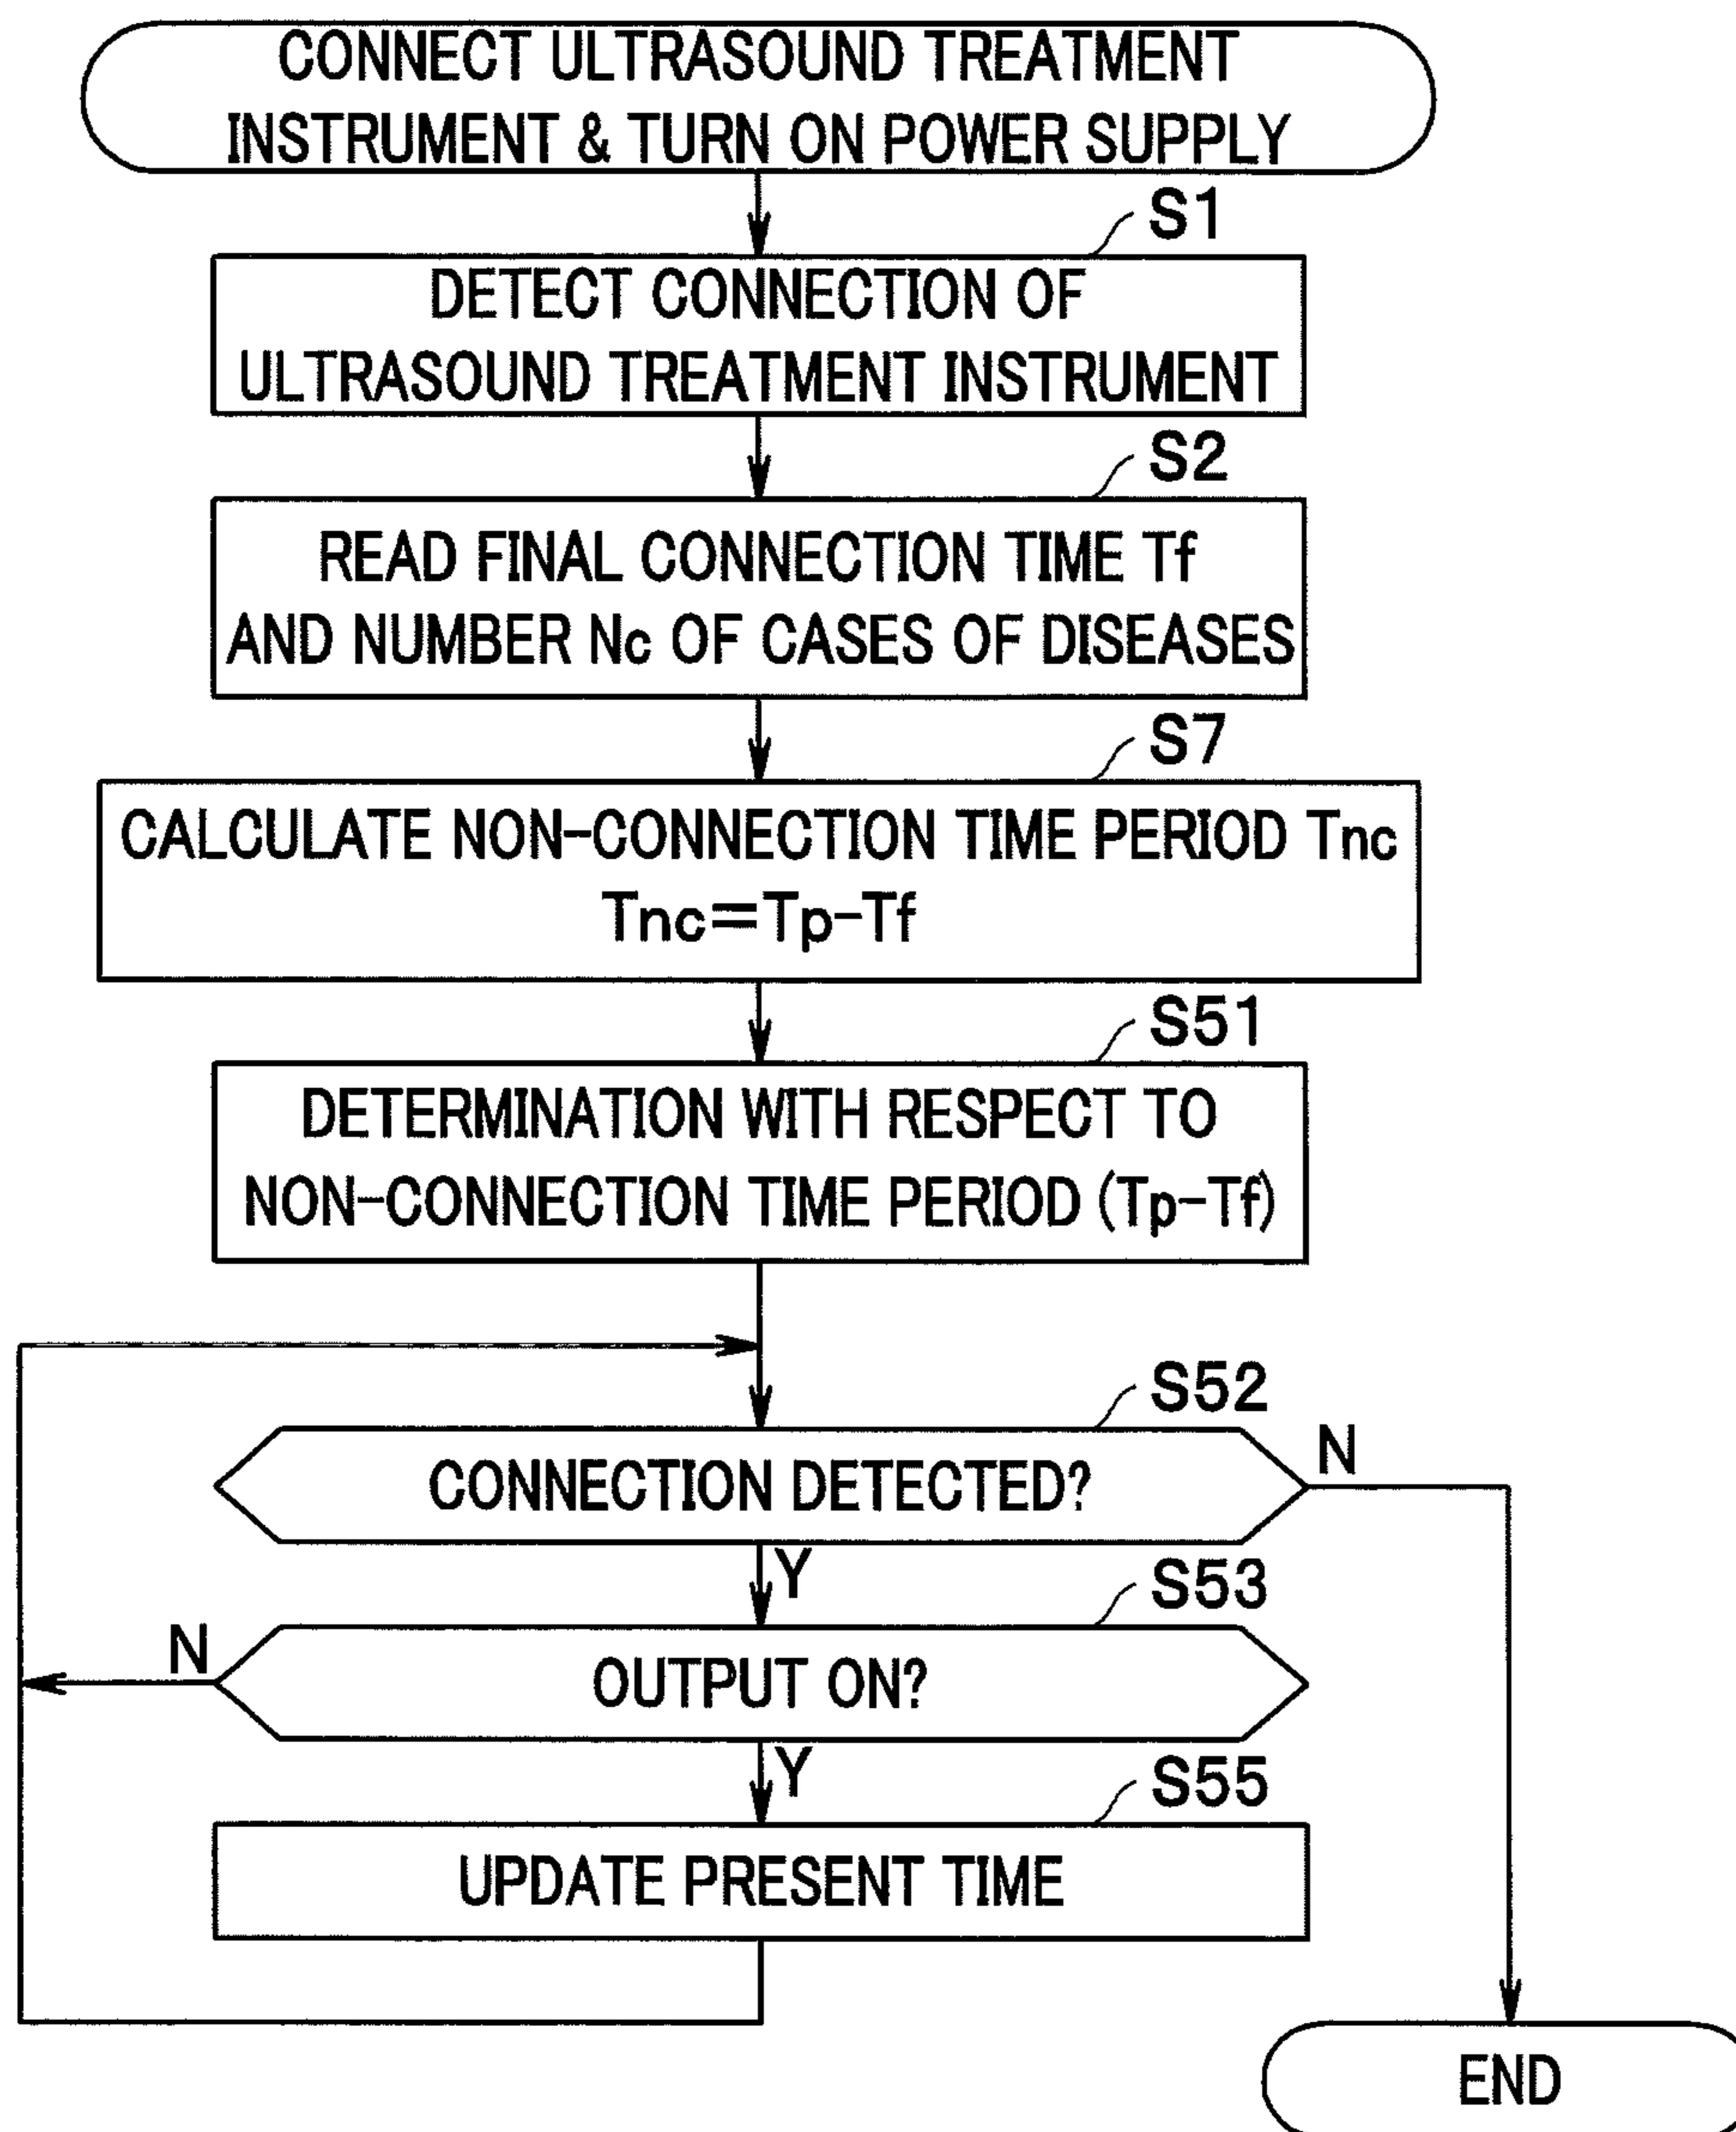 CONNECT ULTRASOUND TREATMENT
INSTRUMENT & TURN ON POWER SUPPLY
S1
DETECT CONNECTION OF
ULTRASOUND TREATMENT INSTRUMENT
S2
READ FINAL CONNECTION TIME Tf
AND NUMBER Nc OF CASES OF DISEASES
S7
CALCULATE NON-CONNECTION TIME PERIOD Tnc
Tnc=Tp-Tf
S51
DETERMINATION WITH RESPECT TO
NON-CONNECTION TIME PERIOD (Tp-Tf)
S52
CONNECTION DETECTED?
N
Y
S53
N
OUTPUT ON?
Y
S55
UPDATE PRESENT TIME
END